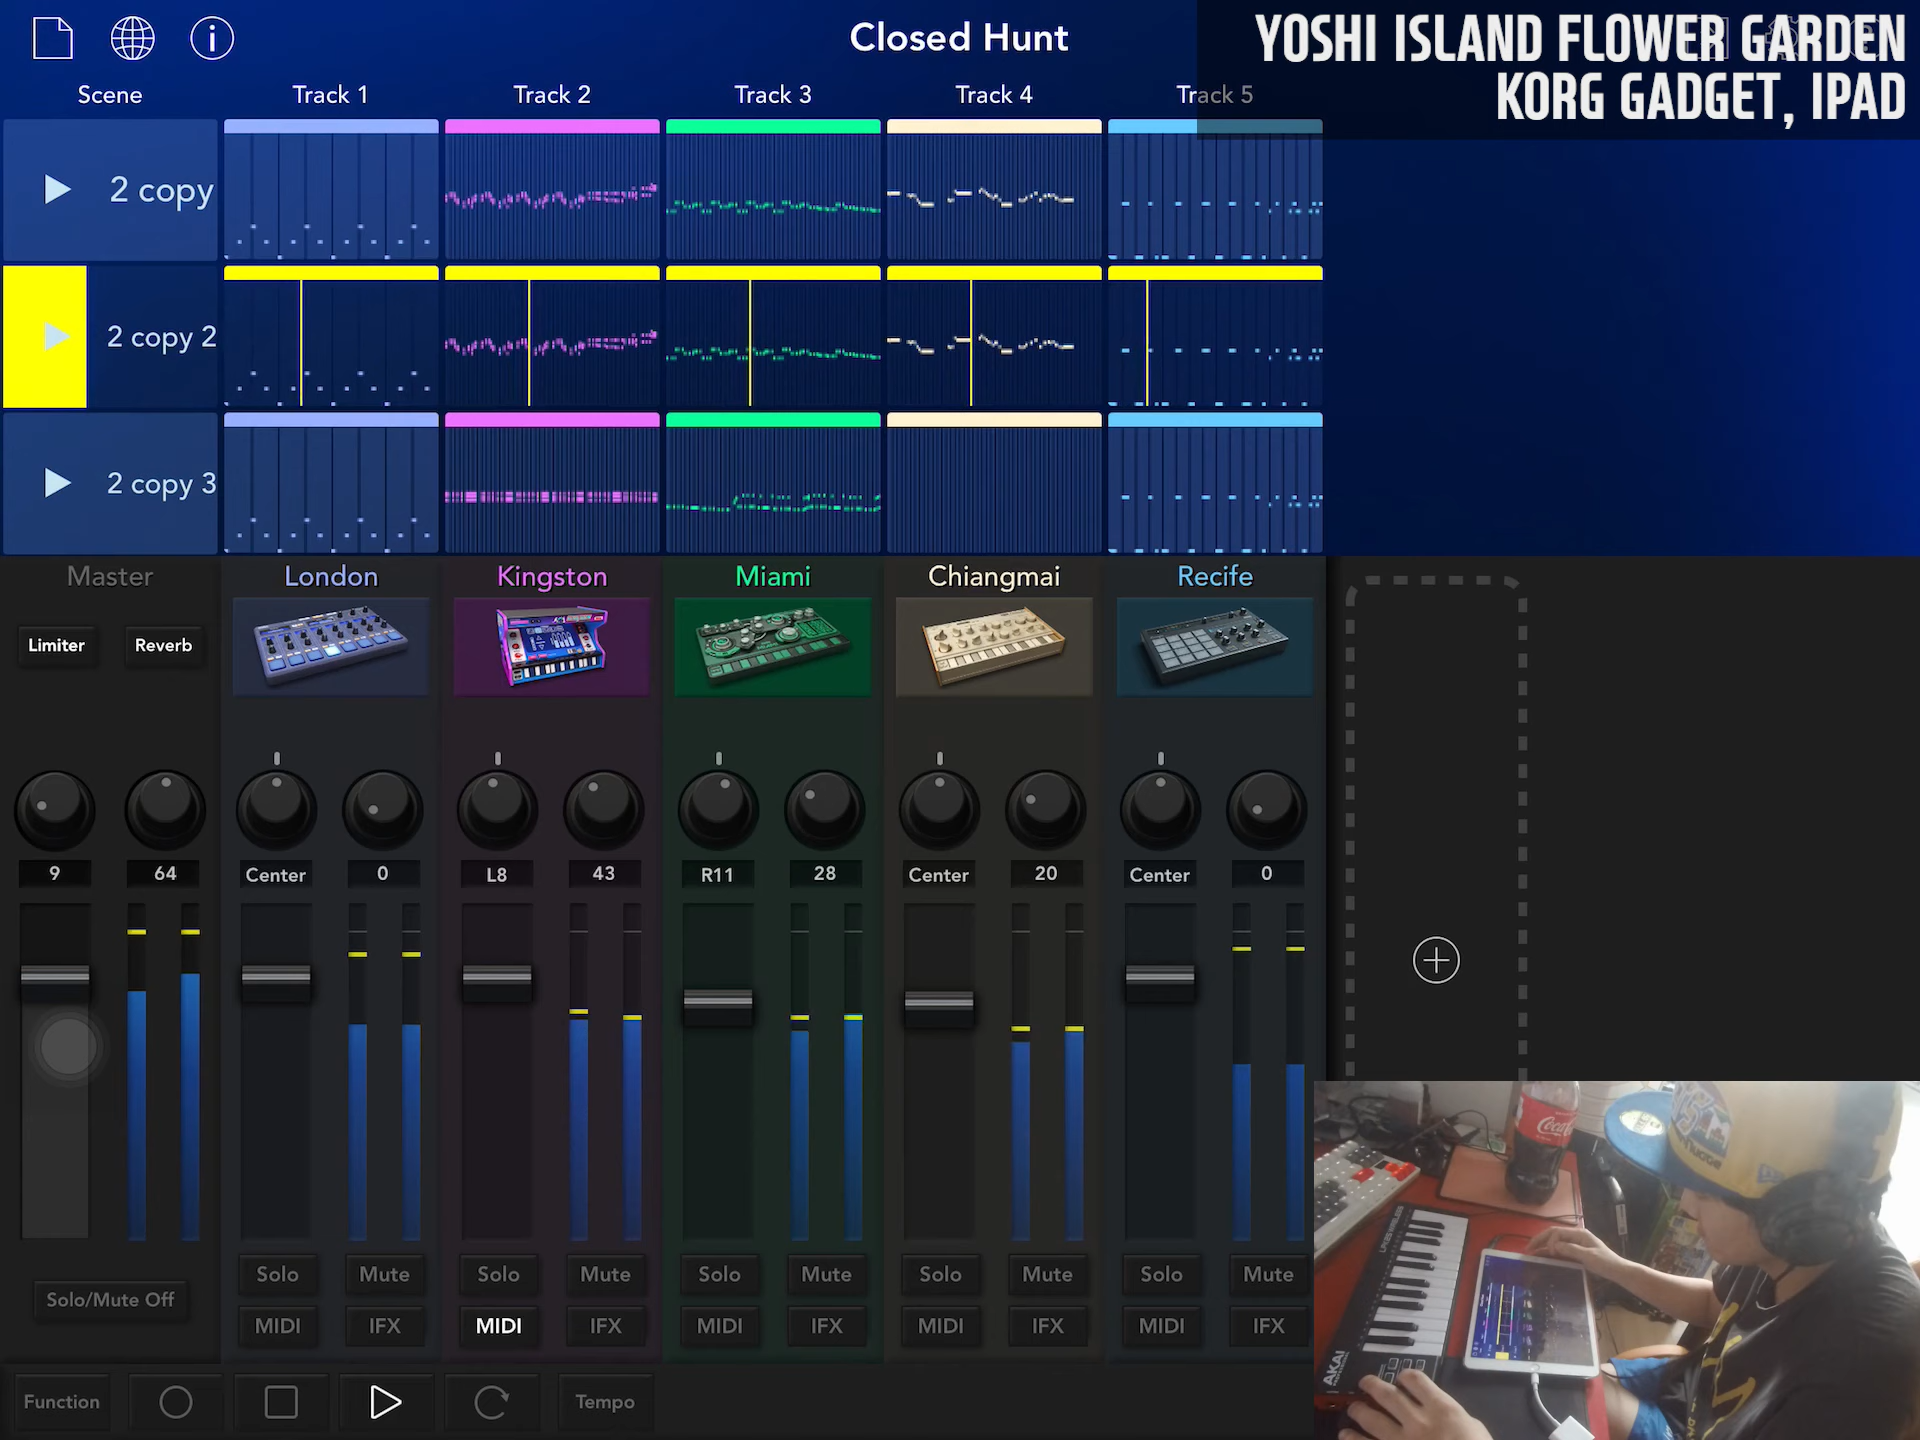 Closed Hunt
YOSHI ISLAND FLOWER GARDEN
KORG GADGET, IPAD
Scene
Track 1
Track 2
Track 3
Track 4
Track 5
2 copy
2 copy 2
2 copy 3
Master
London
Kingston
Miami
Chiangmai
Recife
Limiter
Reverb
9
64
Center
0
L8
43
R11
28
Center
20
Center
0
Solo
Mute
Solo
Mute
Solo
Mute
Solo
Mute
Solo
Mute
Solo/Mute Off
MIDI
IFX
MIDI
IFX
MIDI
IFX
MIDI
IFX
MIDI
IFX
Function
Tempo
Coca
AKAI